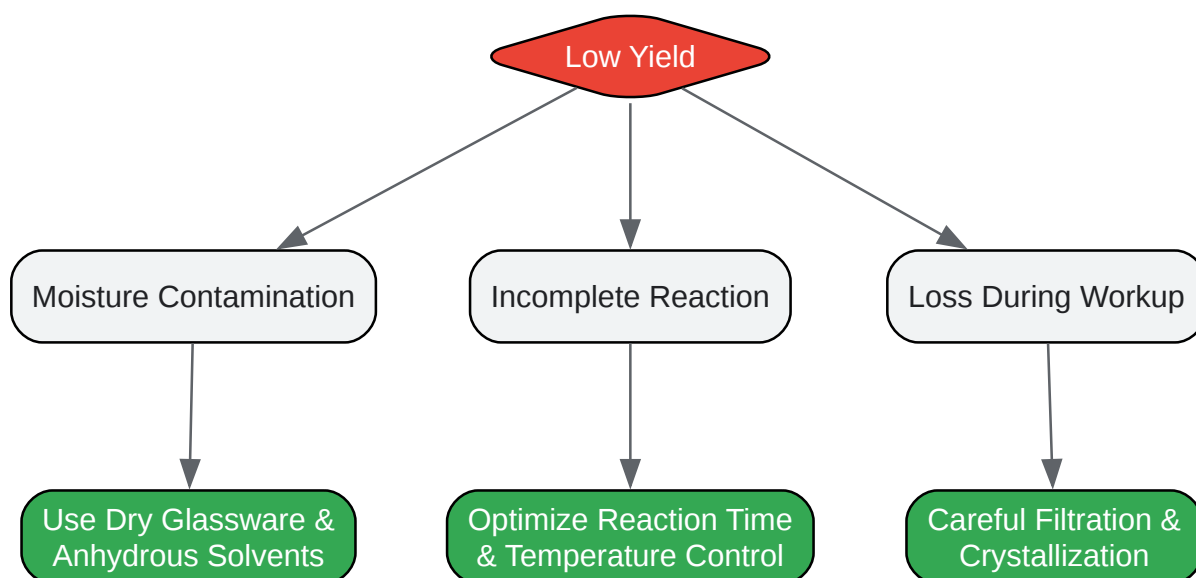 Low Yield
Moisture Contamination
Incomplete Reaction
Loss During Workup
Use Dry Glassware &
Anhydrous Solvents
Optimize Reaction Time
& Temperature Control
Careful Filtration &
Crystallization